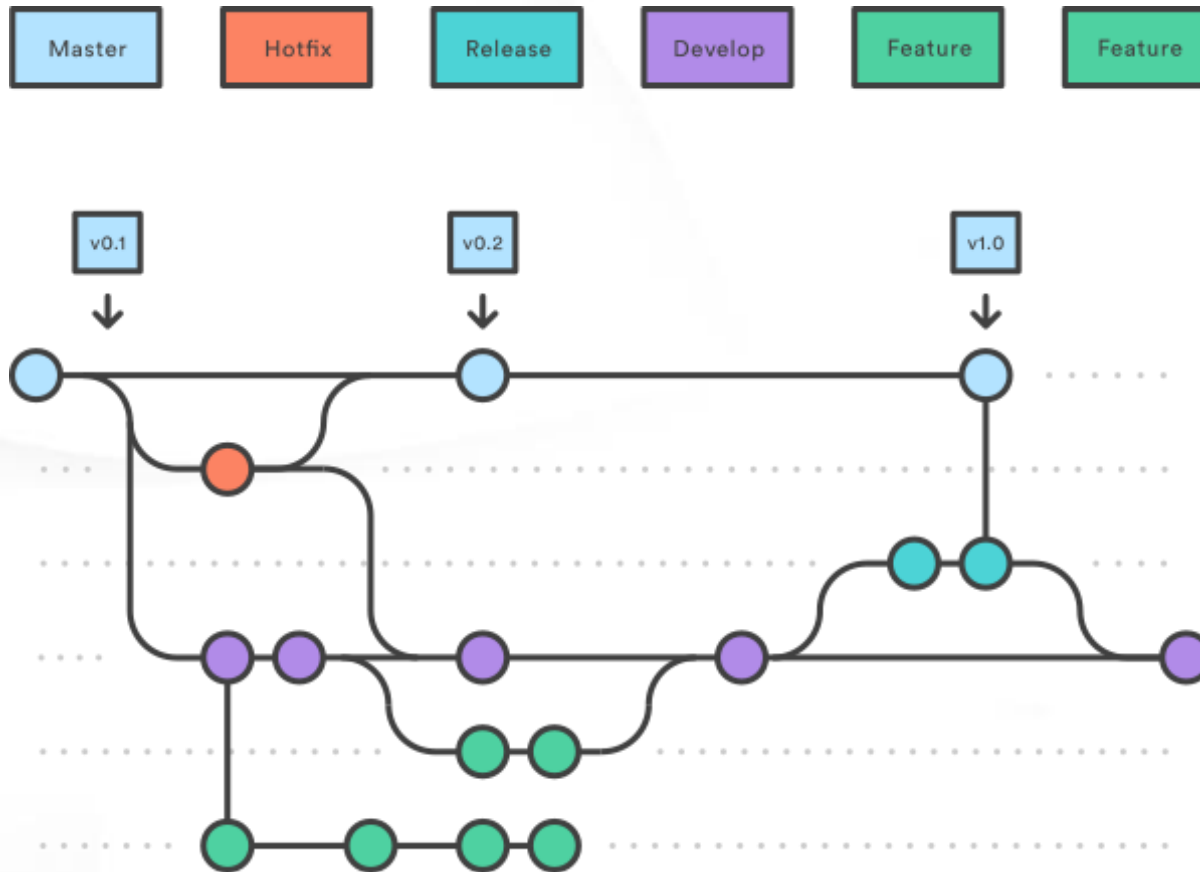 Master
Hotfix
Release
Develop
Feature
Feature
v0.1
v0.2
v1.0